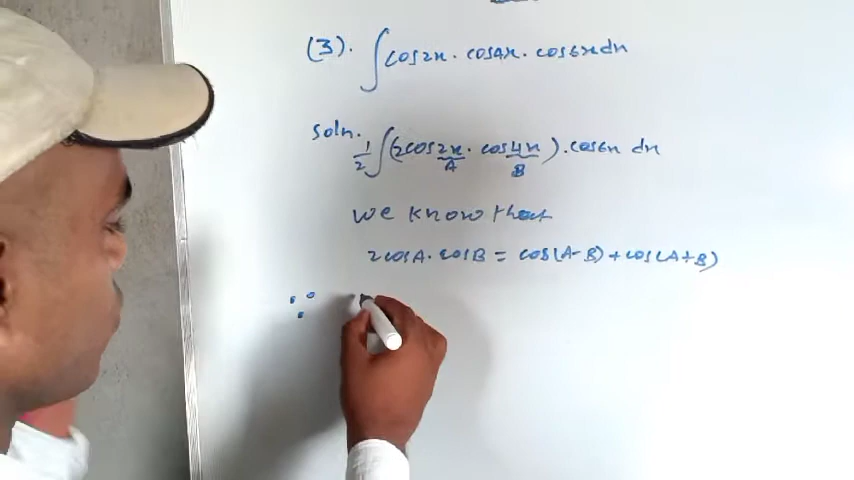 (3). ∫ cos2x · cos4x · cos6x dx
Soln.
1/2 ∫ (2cos2x · cos4x) · cos6x dx
A B
We know that
2cosA · cosB = cos(A-B) + cos(A+B)
∵